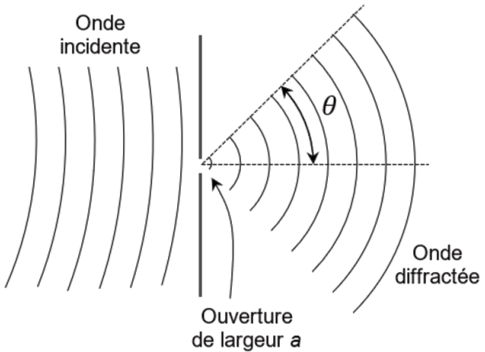 Onde
incidente
θ
Onde
diffractée
Ouverture
de largeur a